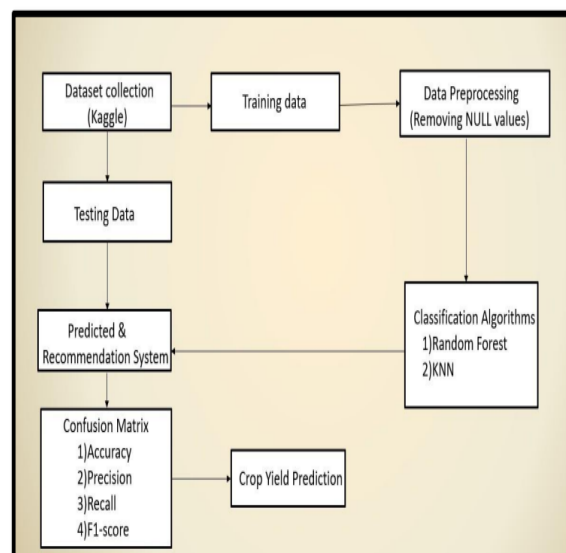 Dataset collection
(Kaggle)
Training data
Data Preprocessing
(Removing NULL values)
Testing Data
Predicted &
Recommendation System
Classification Algorithms
1)Random Forest
2)KNN
Confusion Matrix
1)Accuracy
2)Precision
3)Recall
4)F1-score
Crop Yield Prediction